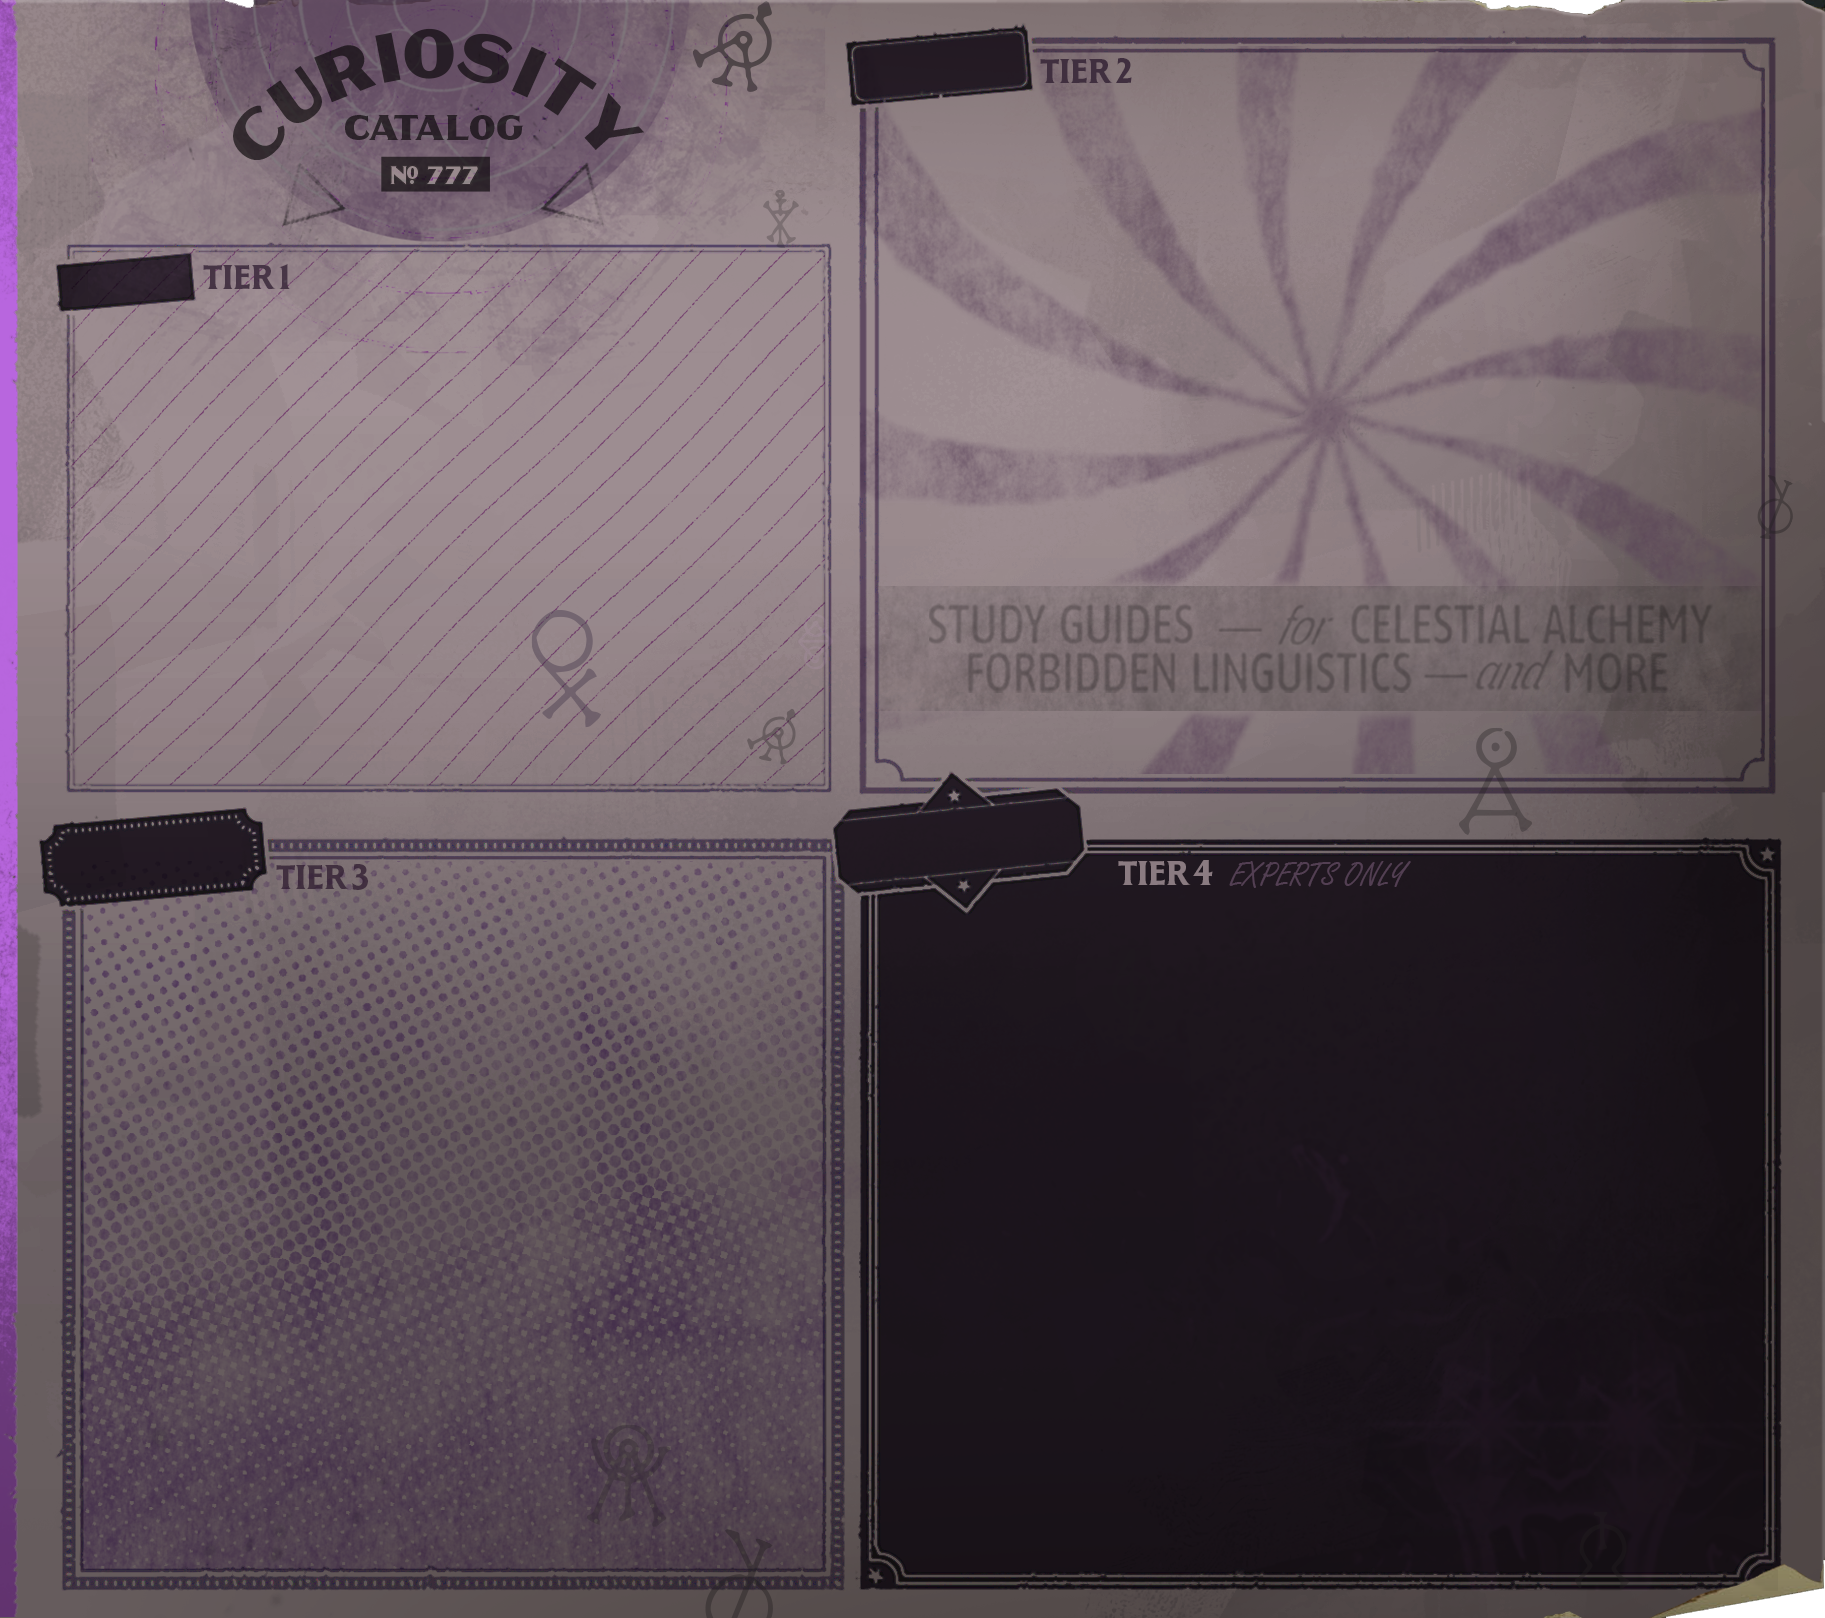 CURIOSITY
CATALOG
Nº 777
TIER 1
TIER 2
STUDY GUIDES — for CELESTIAL ALCHEMY
FORBIDDEN LINGUISTICS — and MORE
TIER 3
TIER 4 EXPERTS ONLY